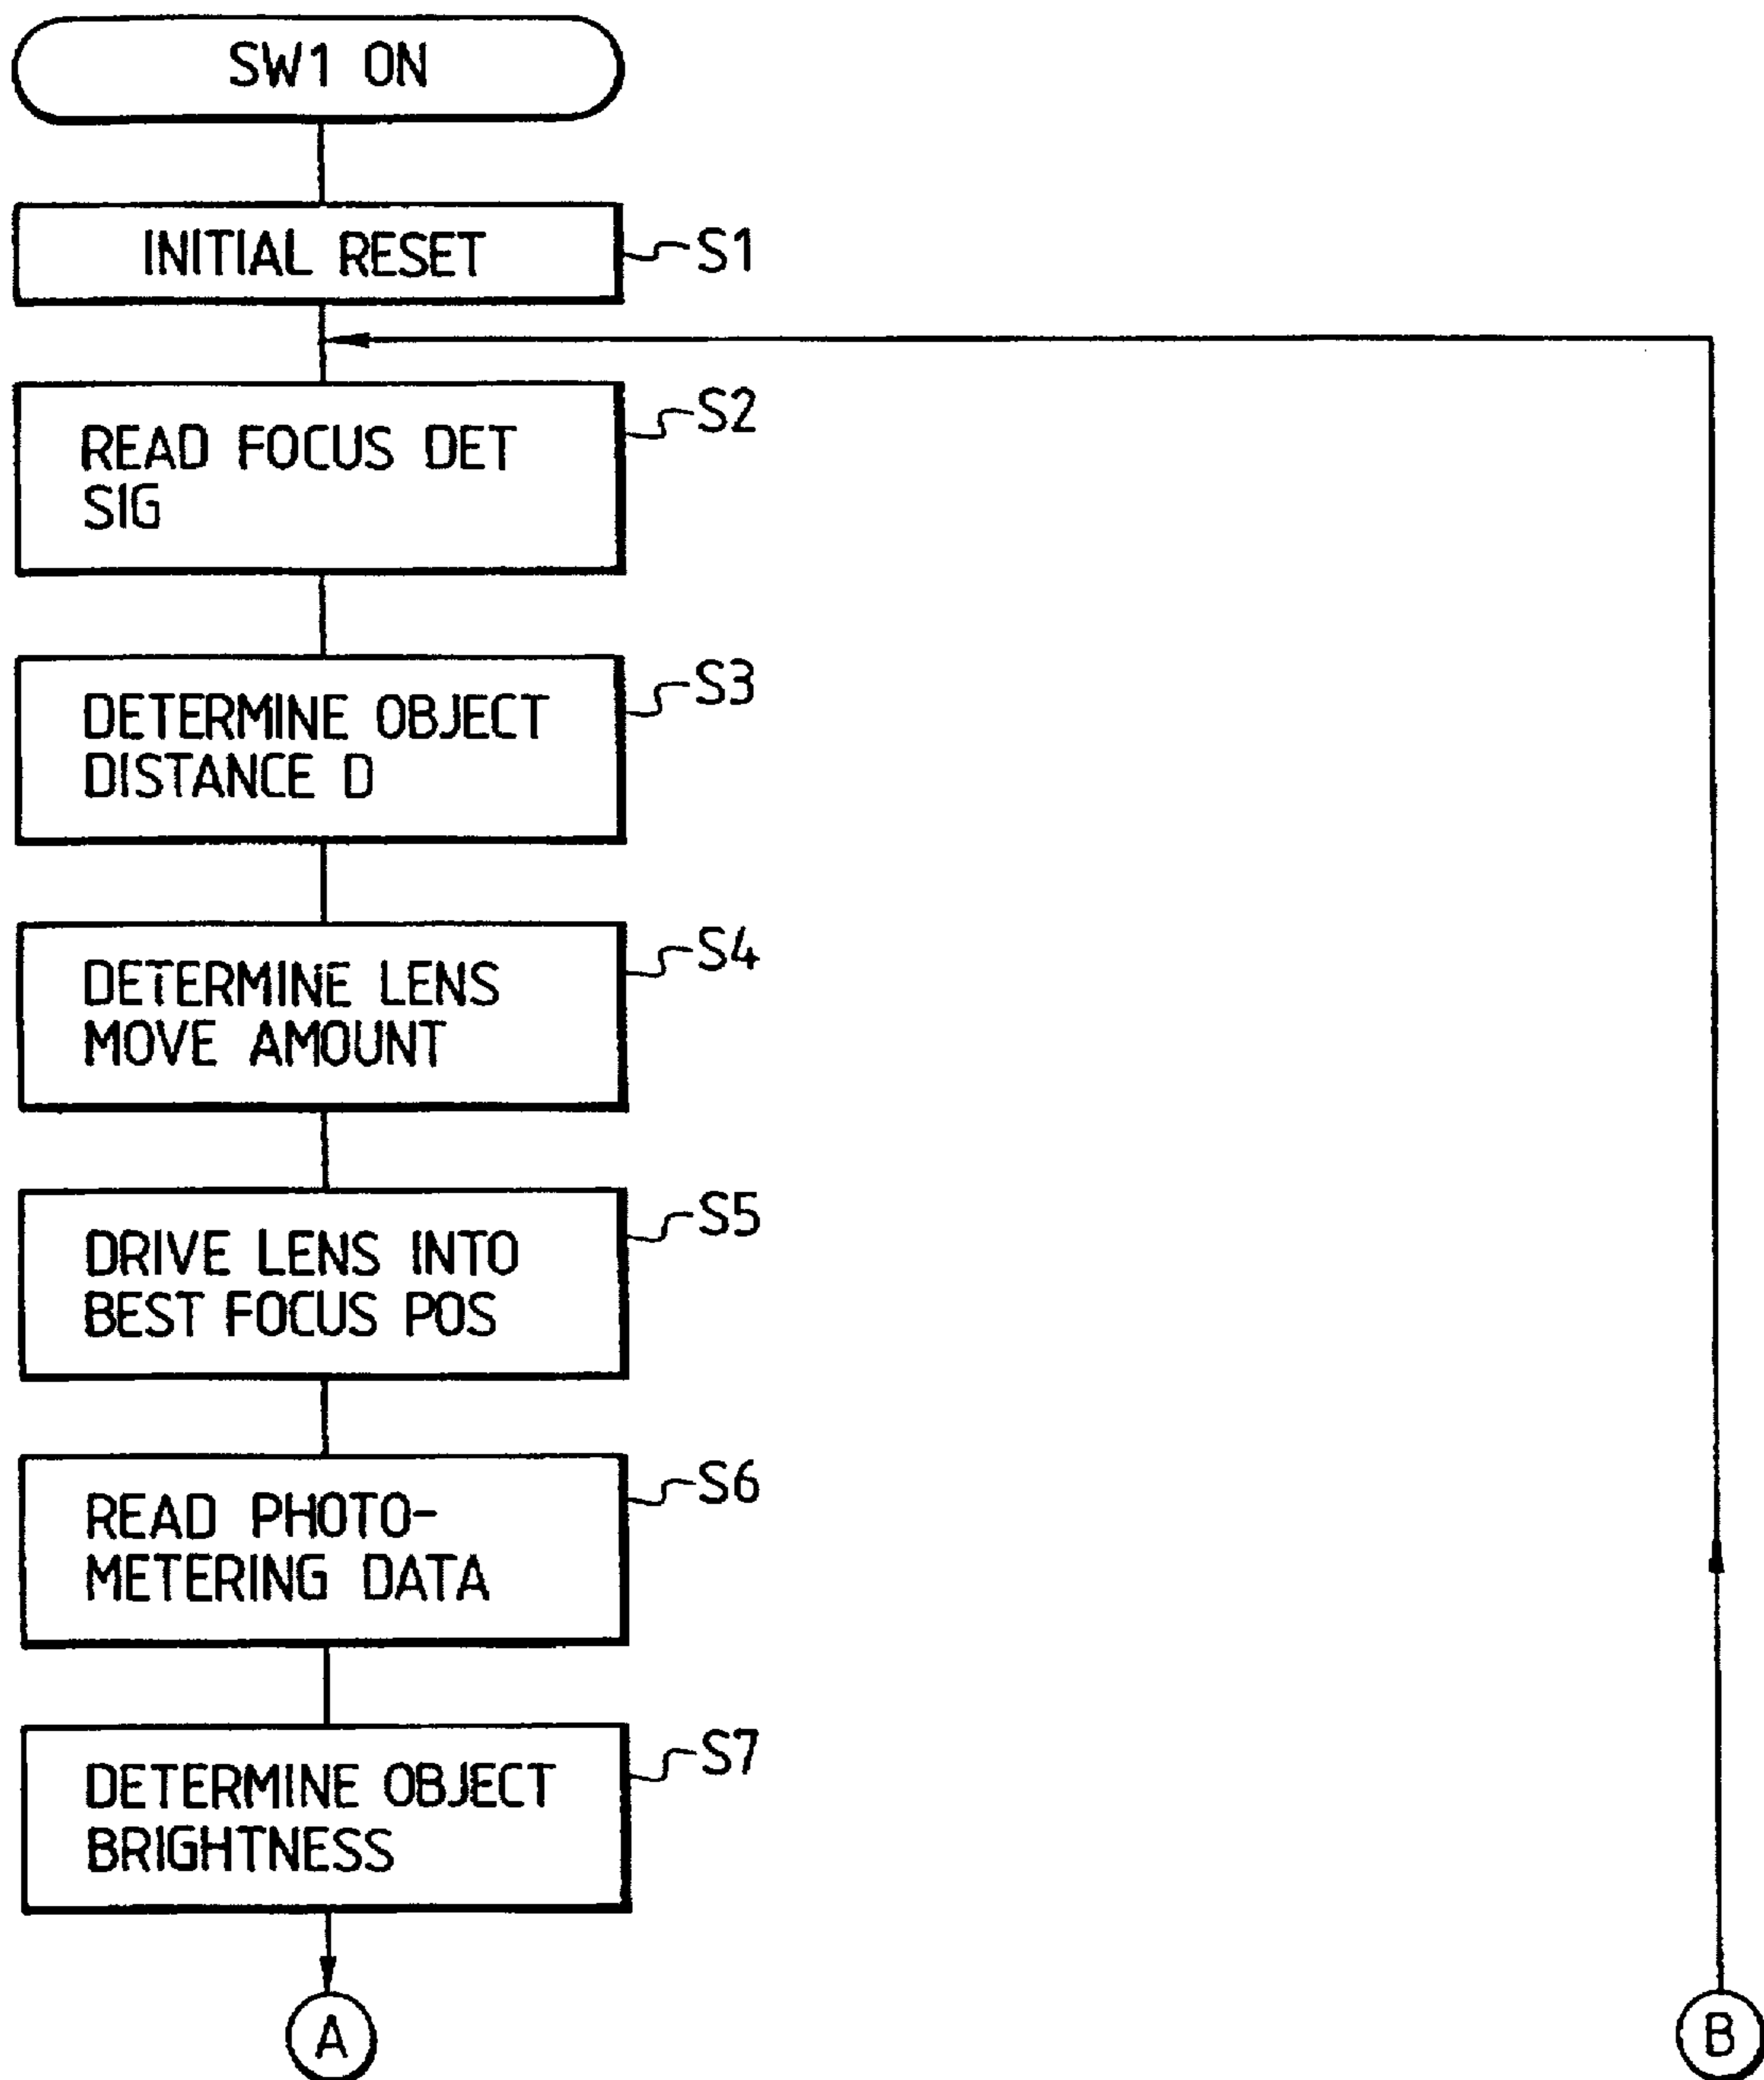 SW1 ON
INITIAL RESET
S1
READ FOCUS DET
SIG
S2
DETERMINE OBJECT
DISTANCE D
S3
DETERMINE LENS
MOVE AMOUNT
S4
DRIVE LENS INTO
BEST FOCUS POS
S5
READ PHOTO-
METERING DATA
S6
DETERMINE OBJECT
BRIGHTNESS
S7
A
B